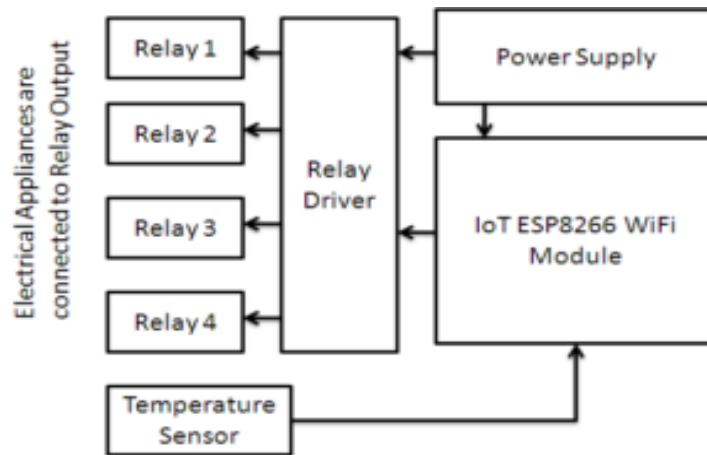 Electrical Appliances are
connected to Relay Output
Relay 1
Relay 2
Relay 3
Relay 4
Temperature
Sensor
Relay
Driver
Power Supply
IoT ESP8266 WiFi
Module